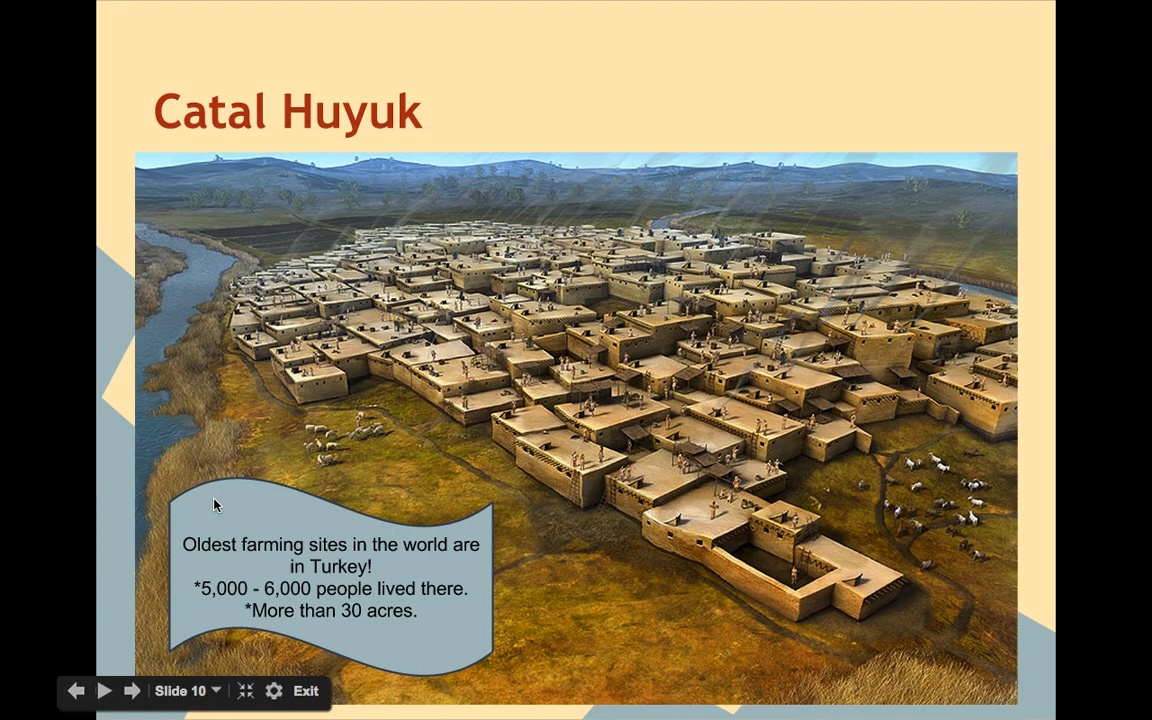 Catal Huyuk
Oldest farming sites in the world are
in Turkey!
*5,000 - 6,000 people lived there.
*More than 30 acres.
Slide 10
Exit